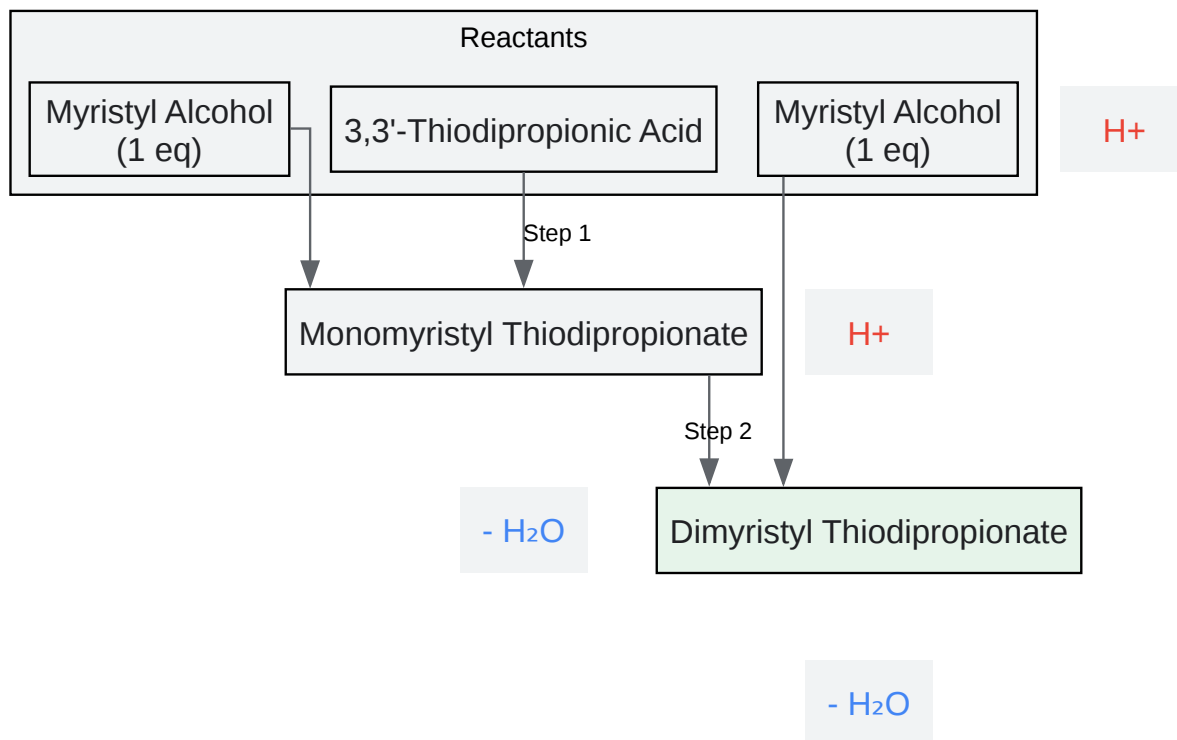 Reactants
Myristyl Alcohol
(1 eq)
3,3'-Thiodipropionic Acid
Myristyl Alcohol
(1 eq)
H+
Step 1
Monomyristyl Thiodipropionate
H+
Step 2
- H₂O
Dimyristyl Thiodipropionate
- H₂O